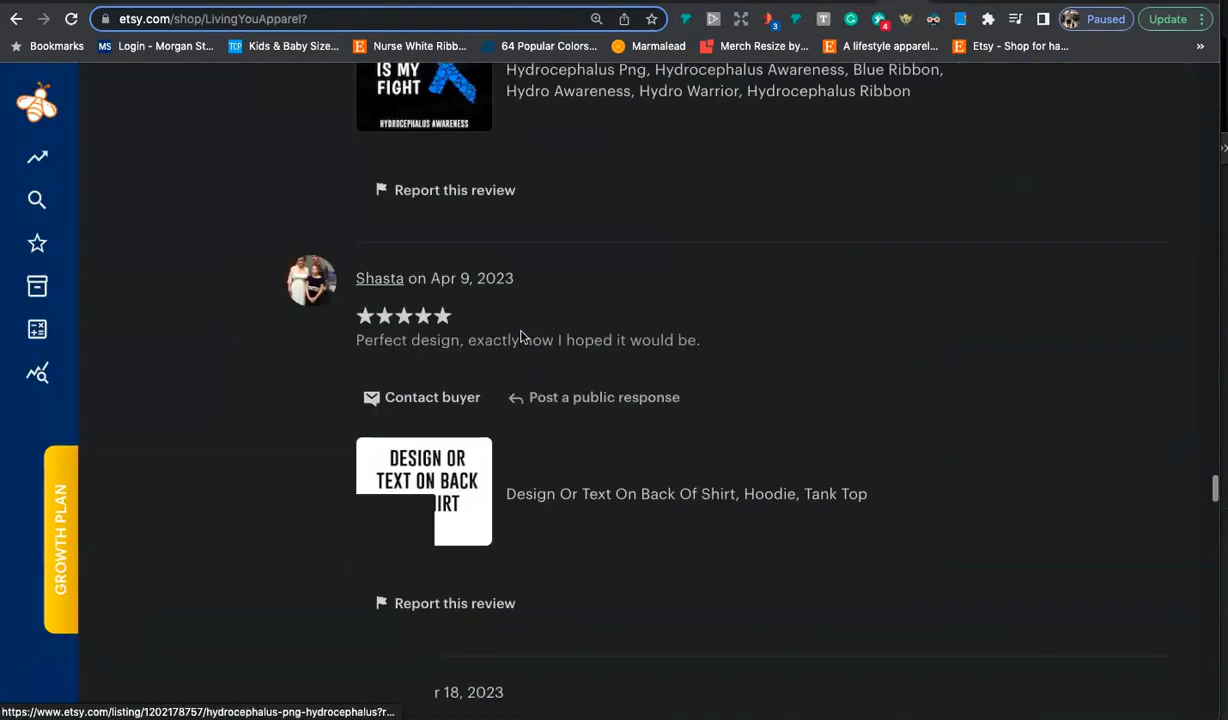 etsy.com/shop/LivingYouApparel?
Paused
Update
Bookmarks
MS Login - Morgan St...
TCP Kids & Baby Size...
E Nurse White Ribb...
64 Popular Colors...
Marmalead
Merch Resize by...
E A lifestyle apparel...
E Etsy - Shop for ha...
»
IS MY
FIGHT
HYDROCEPHALUS AWARENESS
Hydrocephalus Png, Hydrocephalus Awareness, Blue Ribbon,
Hydro Awareness, Hydro Warrior, Hydrocephalus Ribbon
Report this review
Shasta on Apr 9, 2023
Perfect design, exactly how I hoped it would be.
Contact buyer
Post a public response
DESIGN OR
TEXT ON BACK
IRT
Design Or Text On Back Of Shirt, Hoodie, Tank Top
GROWTH PLAN
Report this review
r 18, 2023
https://www.etsy.com/listing/1202178757/hydrocephalus-png-hydrocephalus?r...